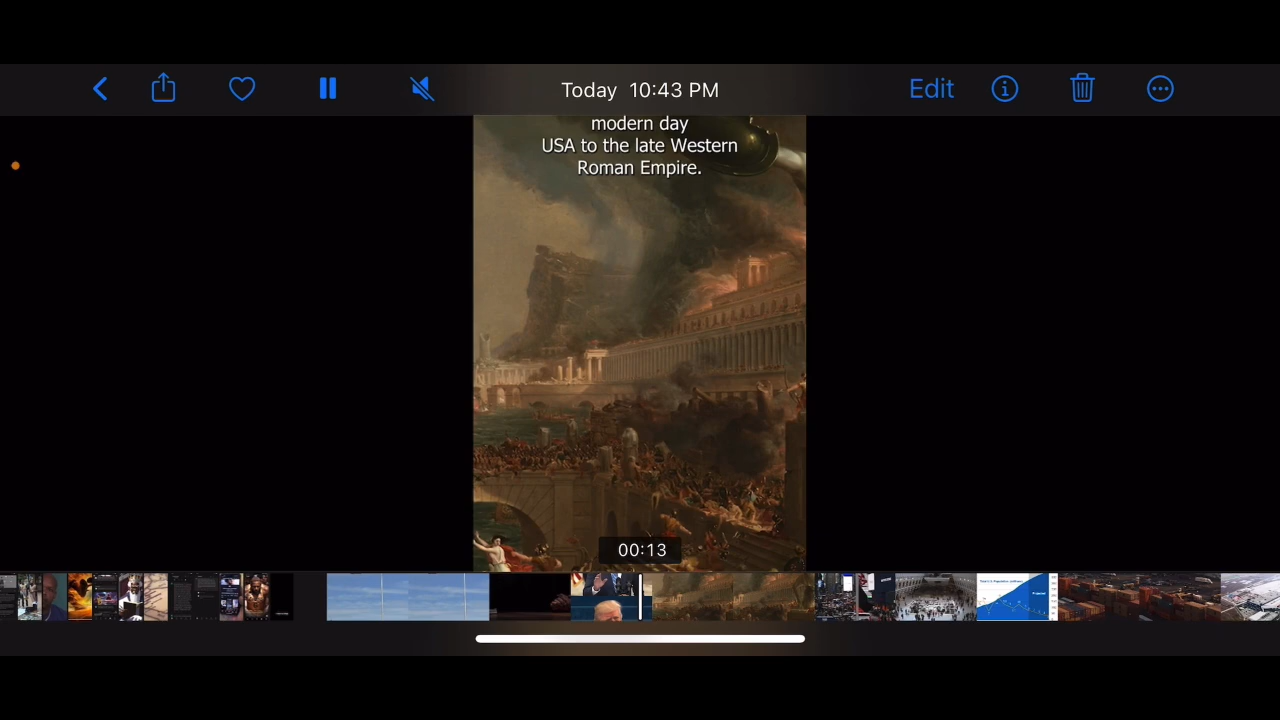 Today 10:43 PM
Edit
modern day
USA to the late Western
Roman Empire.
00:13